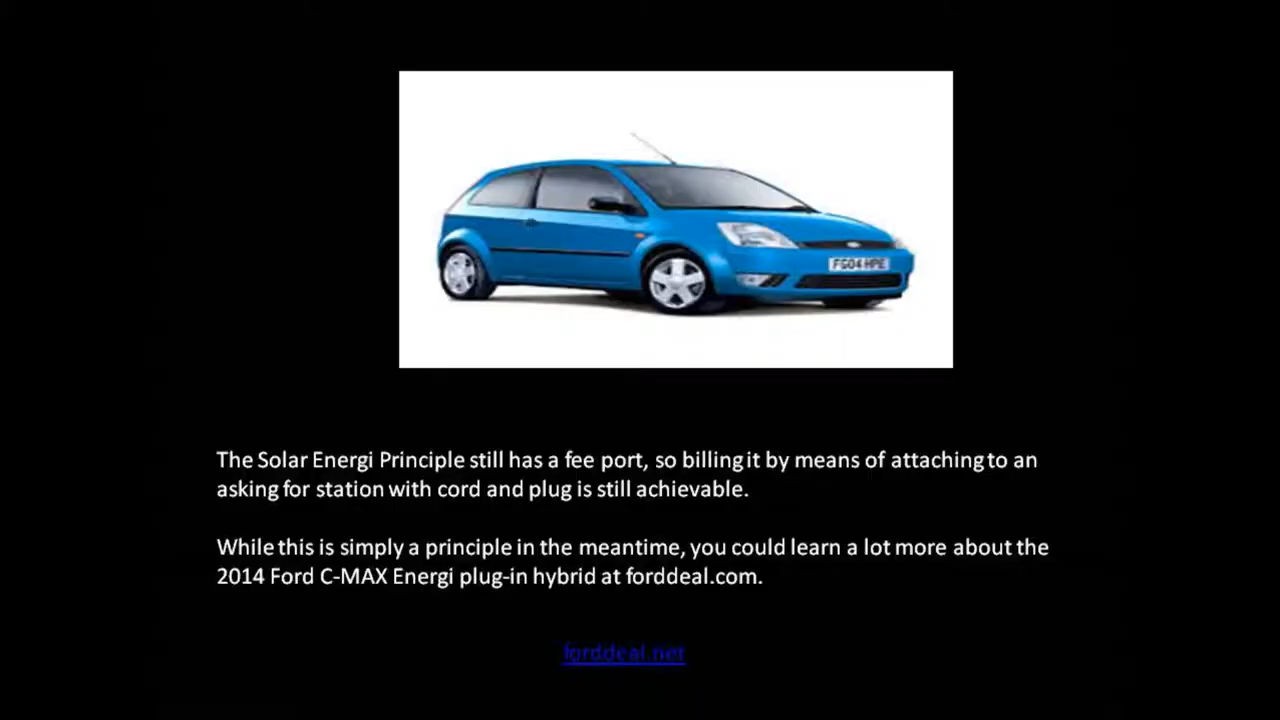 FG04 HPE
The Solar Energi Principle still has a fee port, so billing it by means of attaching to an
asking for station with cord and plug is still achievable.
While this is simply a principle in the meantime, you could learn a lot more about the
2014 Ford C-MAX Energi plug-in hybrid at forddeal.com.
forddeal.net